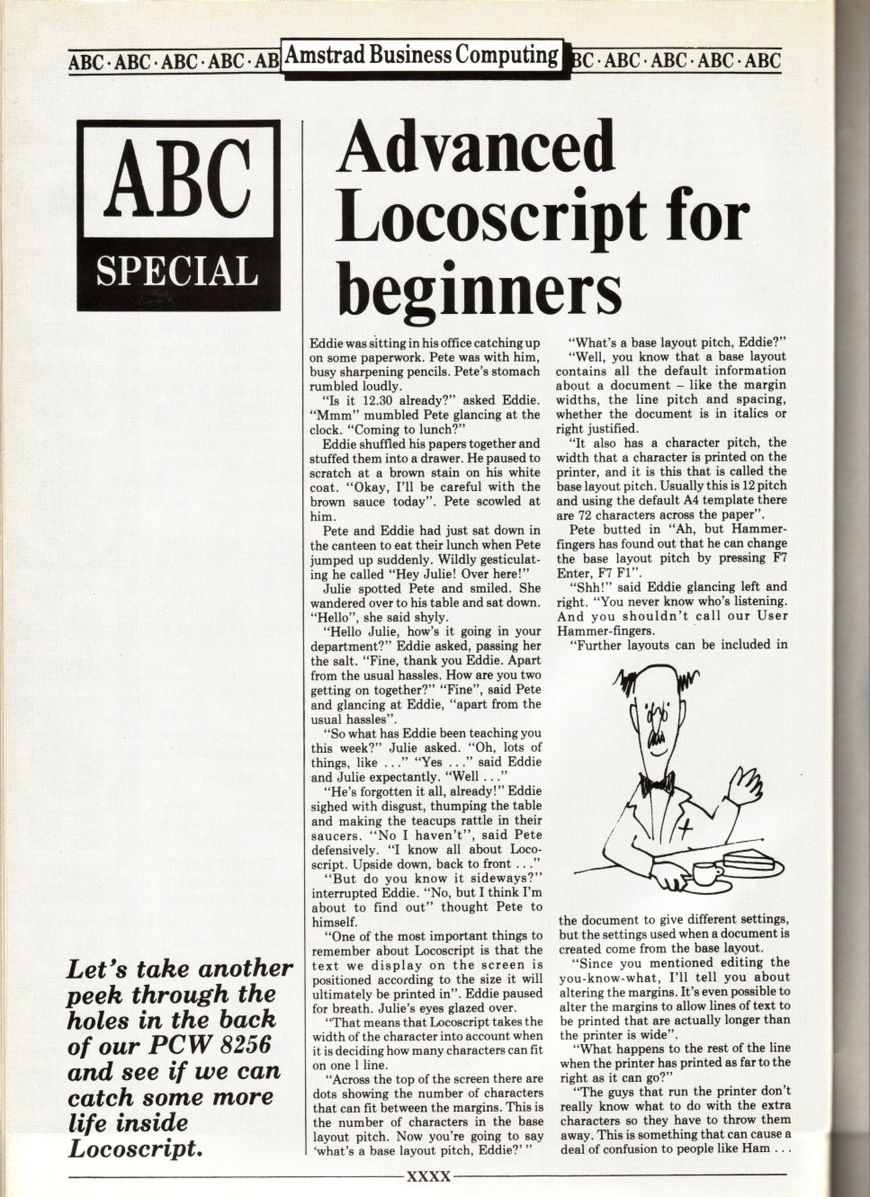 ABC · ABC · ABC · ABC · AB Amstrad Business Computing BC · ABC · ABC · ABC · ABC
ABC
SPECIAL
Advanced
Locoscript for
beginners
Let's take another
peek through the
holes in the back
of our PCW 8256
and see if we can
catch some more
life inside
Locoscript.
Eddie was sitting in his office catching up
on some paperwork. Pete was with him,
busy sharpening pencils. Pete's stomach
rumbled loudly.
"Is it 12.30 already?" asked Eddie.
"Mmm" mumbled Pete glancing at the
clock. "Coming to lunch?"
Eddie shuffled his papers together and
stuffed them into a drawer. He paused to
scratch at a brown stain on his white
coat. "Okay, I'll be careful with the
brown sauce today". Pete scowled at
him.
Pete and Eddie had just sat down in
the canteen to eat their lunch when Pete
jumped up suddenly. Wildly gesticulat-
ing he called "Hey Julie! Over here!"
Julie spotted Pete and smiled. She
wandered over to his table and sat down.
"Hello", she said shyly.
"Hello Julie, how's it going in your
department?" Eddie asked, passing her
the salt. "Fine, thank you Eddie. Apart
from the usual hassles. How are you two
getting on together?" "Fine", said Pete
and glancing at Eddie, "apart from the
usual hassles".
"So what has Eddie been teaching you
this week?" Julie asked. "Oh, lots of
things, like . . ." "Yes . . ." said Eddie
and Julie expectantly. "Well . . ."
"He's forgotten it all, already!" Eddie
sighed with disgust, thumping the table
and making the teacups rattle in their
saucers. "No I haven't", said Pete
defensively. "I know all about Loco-
script. Upside down, back to front . . ."
"But do you know it sideways?"
interrupted Eddie. "No, but I think I'm
about to find out" thought Pete to
himself.
"One of the most important things to
remember about Locoscript is that the
text we display on the screen is
positioned according to the size it will
ultimately be printed in". Eddie paused
for breath. Julie's eyes glazed over.
"That means that Locoscript takes the
width of the character into account when
it is deciding how many characters can fit
on one l line.
"Across the top of the screen there are
dots showing the number of characters
that can fit between the margins. This is
the number of characters in the base
layout pitch. Now you're going to say
'what's a base layout pitch, Eddie?' "
"What's a base layout pitch, Eddie?"
"Well, you know that a base layout
contains all the default information
about a document – like the margin
widths, the line pitch and spacing,
whether the document is in italics or
right justified.
"It also has a character pitch, the
width that a character is printed on the
printer, and it is this that is called the
base layout pitch. Usually this is 12 pitch
and using the default A4 template there
are 72 characters across the paper".
Pete butted in "Ah, but Hammer-
fingers has found out that he can change
the base layout pitch by pressing F7
Enter, F7 F1".
"Shh!" said Eddie glancing left and
right. "You never know who's listening.
And you shouldn't call our User
Hammer-fingers.
"Further layouts can be included in
the document to give different settings,
but the settings used when a document is
created come from the base layout.
"Since you mentioned editing the
you-know-what, I'll tell you about
altering the margins. It's even possible to
alter the margins to allow lines of text to
be printed that are actually longer than
the printer is wide".
"What happens to the rest of the line
when the printer has printed as far to the
right as it can go?"
"The guys that run the printer don't
really know what to do with the extra
characters so they have to throw them
away. This is something that can cause a
deal of confusion to people like Ham . . .
XXXX